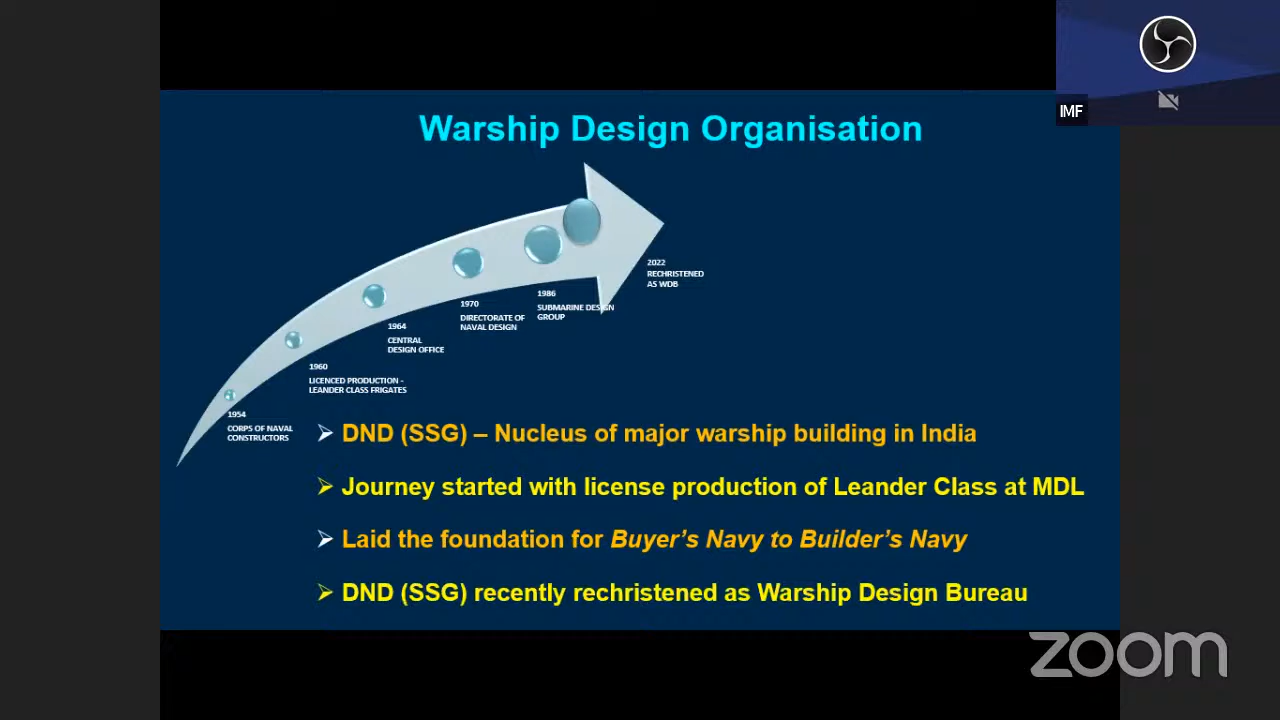 IMF
Warship Design Organisation
2022
RECHRISTENED
AS WDB
1986
SUBMARINE DESIGN
GROUP
1970
DIRECTORATE OF
NAVAL DESIGN
1964
CENTRAL
DESIGN OFFICE
1960
LICENCED PRODUCTION -
LEANDER CLASS FRIGATES
1954
CORPS OF NAVAL
CONSTRUCTORS
DND (SSG) – Nucleus of major warship building in India
Journey started with license production of Leander Class at MDL
Laid the foundation for Buyer's Navy to Builder's Navy
DND (SSG) recently rechristened as Warship Design Bureau
zoom